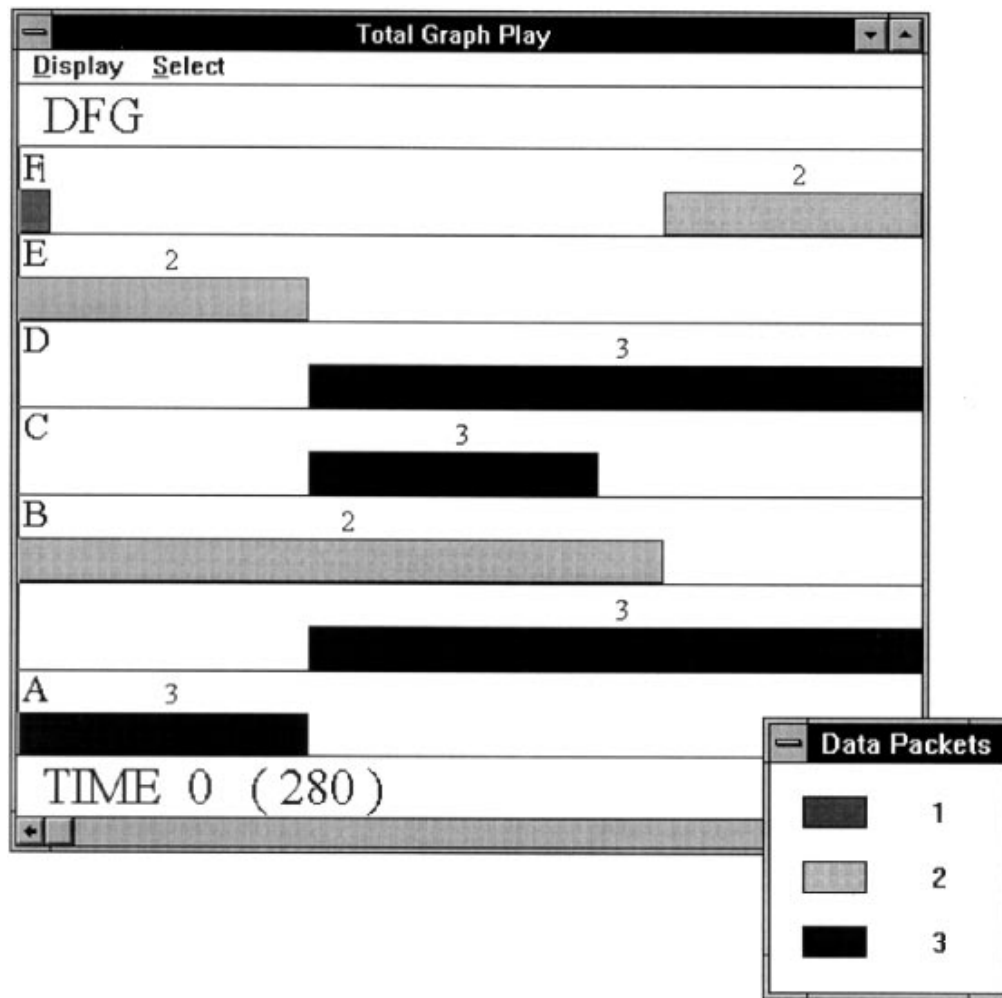 Total Graph Play
Display Select
DFG
F1
2
E
2
D
3
C
3
B
2
3
A
3
TIME 0 (280)
Data Packets
1
2
3